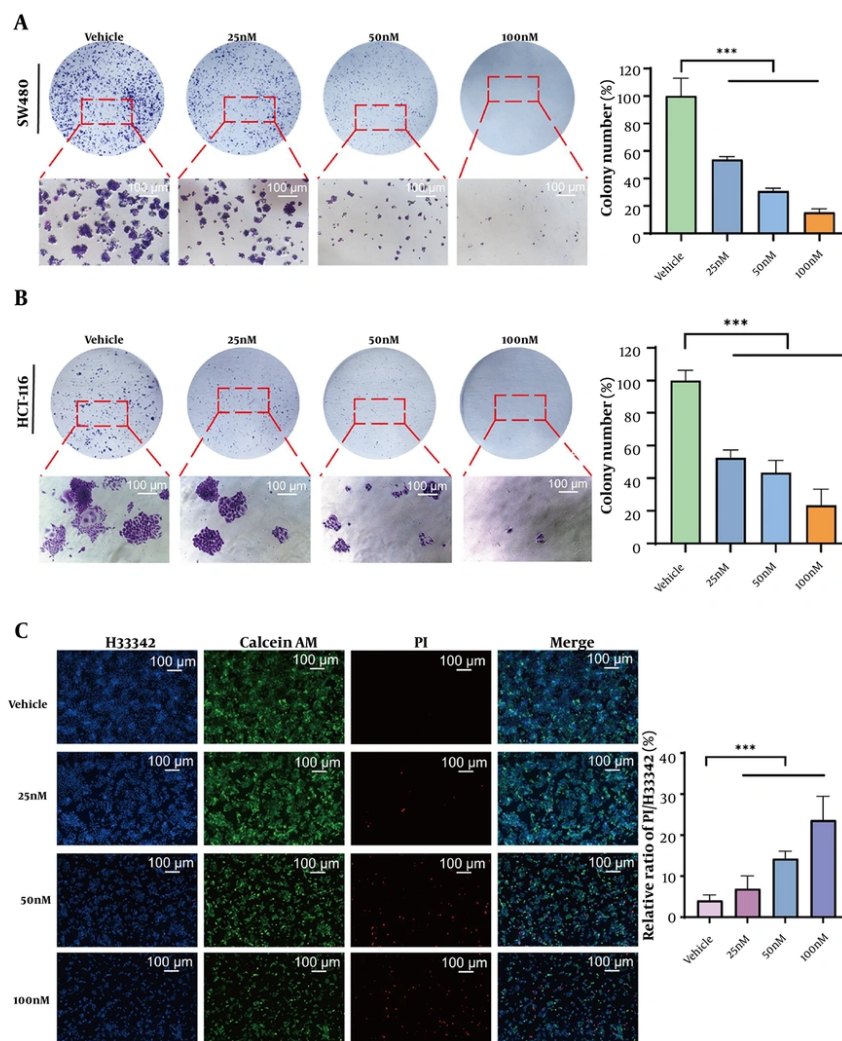 A
Vehicle 25nM 50nM 100nM
SW480
100 µm 100 µm 100 µm 100 µm
Colony number (%)
120
100
80
60
40
20
0
***
Vehicle 25nM 50nM 100nM
B
Vehicle 25nM 50nM 100nM
HCT-116
100 µm 100 µm 100 µm 100 µm
Colony number (%)
120
100
80
60
40
20
0
***
Vehicle 25nM 50nM 100nM
C
H33342 Calcein AM PI Merge
Vehicle
100 µm 100 µm 100 µm 100 µm
25nM
100 µm 100 µm 100 µm 100 µm
50nM
100 µm 100 µm 100 µm 100 µm
100nM
100 µm 100 µm 100 µm 100 µm
Relative ratio of PI/H33342 (%)
40
30
20
10
0
***
Vehicle 25nM 50nM 100nM